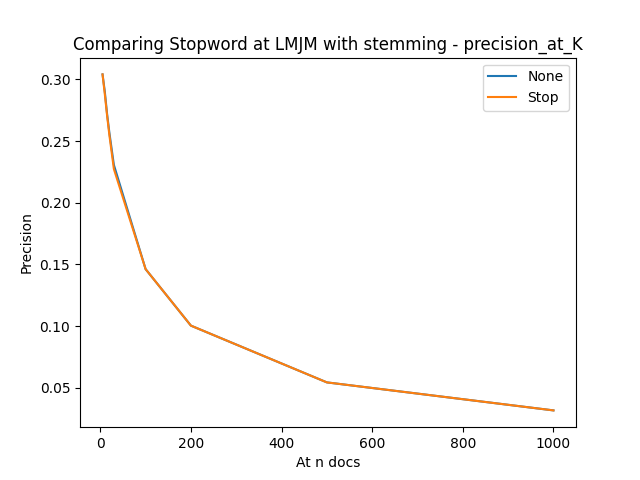 Comparing Stopword at LMJM with stemming - precision_at_K
None
Stop
Precision
0.30
0.25
0.20
0.15
0.10
0.05
0 200 400 600 800 1000
At n docs